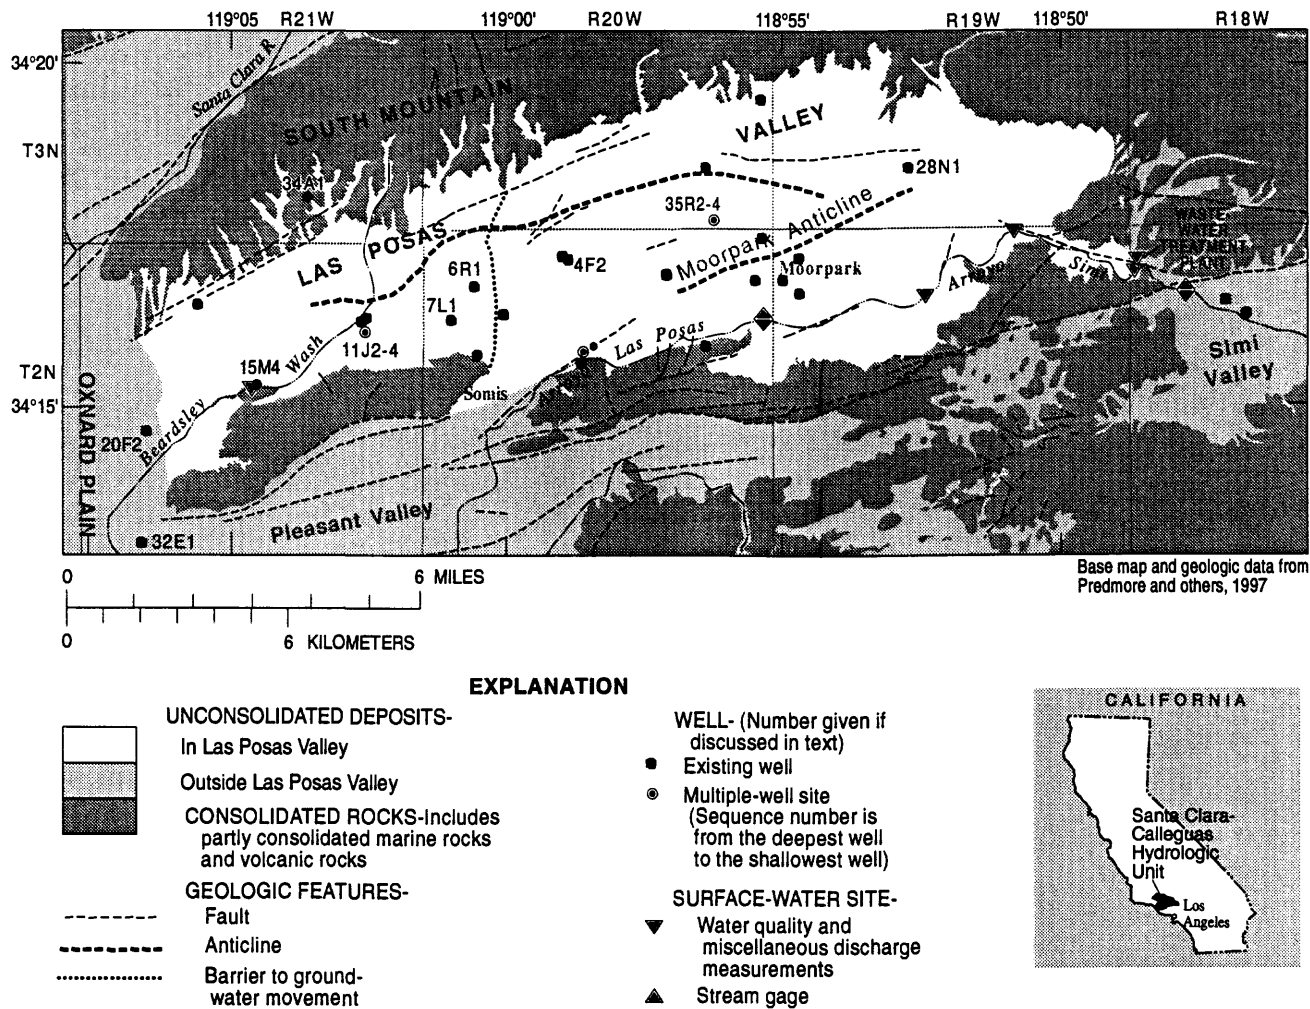 119°05 R21W 119°00' R20W 118°55' R19W 118°50' R18W
34°20'
Santa Clara R
SOUTH MOUNTAIN
VALLEY
T3N
34A1
28N1
35R2-4
WASTE
WATER
TREATMENT
PLANT
LAS POSAS
Moorpark Anticline
6R1
4F2
Moorpark
Arroyo Simi
7L1
11J2-4
Las Posas
Arroyo
Simi
Valley
T2N
15M4
Wash
Somis
34°15'
OXNARD PLAIN
20F2
Beardsley
Pleasant Valley
32E1
0 6 MILES
0 6 KILOMETERS
Base map and geologic data from
Predmore and others, 1997
EXPLANATION
UNCONSOLIDATED DEPOSITS-
In Las Posas Valley
Outside Las Posas Valley
CONSOLIDATED ROCKS-Includes
partly consolidated marine rocks
and volcanic rocks
GEOLOGIC FEATURES-
Fault
Anticline
Barrier to ground-
water movement
WELL- (Number given if
discussed in text)
Existing well
Multiple-well site
(Sequence number is
from the deepest well
to the shallowest well)
SURFACE-WATER SITE-
Water quality and
miscellaneous discharge
measurements
Stream gage
CALIFORNIA
Santa Clara-
Calleguas
Hydrologic
Unit
Los
Angeles